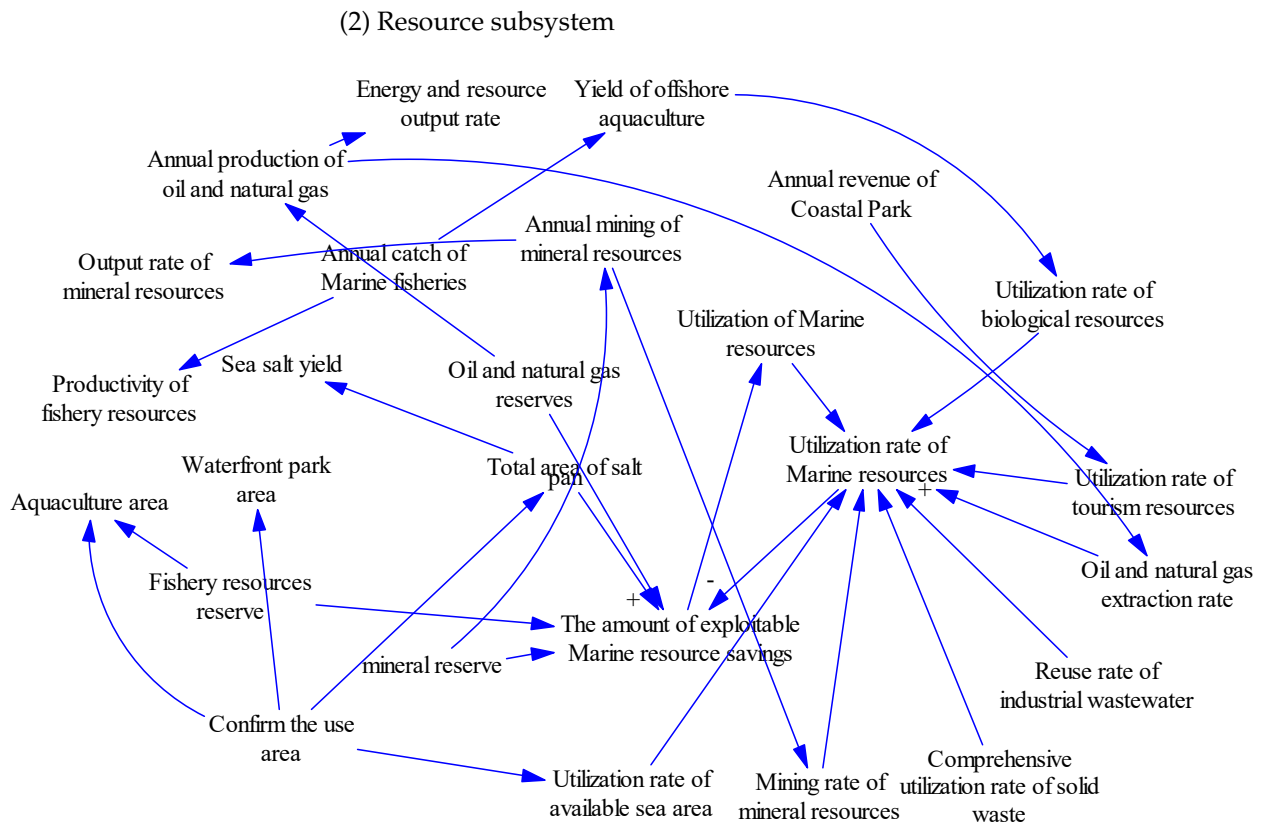 (2) Resource subsystem
Energy and resource
output rate
Yield of offshore
aquaculture
Annual production of
oil and natural gas
Annual revenue of
Coastal Park
Annual mining of
mineral resources
Annual catch of
Marine fisheries
Output rate of
mineral resources
Utilization rate of
biological resources
Utilization of Marine
resources
Sea salt yield
Oil and natural gas
reserves
Productivity of
fishery resources
Utilization rate of
Marine resources
+
Waterfront park
area
Total area of salt
pan
Utilization rate of
tourism resources
Aquaculture area
Fishery resources
reserve
Oil and natural gas
extraction rate
-
+
The amount of exploitable
Marine resource savings
mineral reserve
Reuse rate of
industrial wastewater
Confirm the use
area
Utilization rate of
available sea area
Mining rate of
mineral resources
Comprehensive
utilization rate of solid
waste